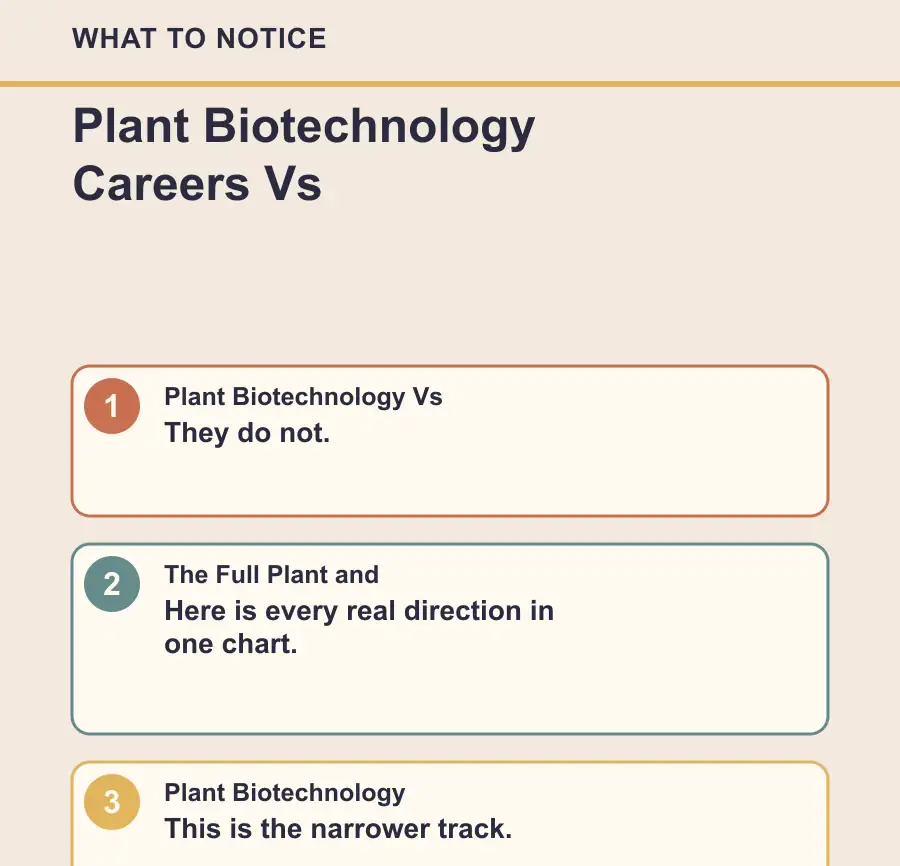 WHAT TO NOTICE
Plant Biotechnology
Careers Vs
1
Plant Biotechnology Vs
They do not.
2
The Full Plant and
Here is every real direction in
one chart.
3
Plant Biotechnology
This is the narrower track.